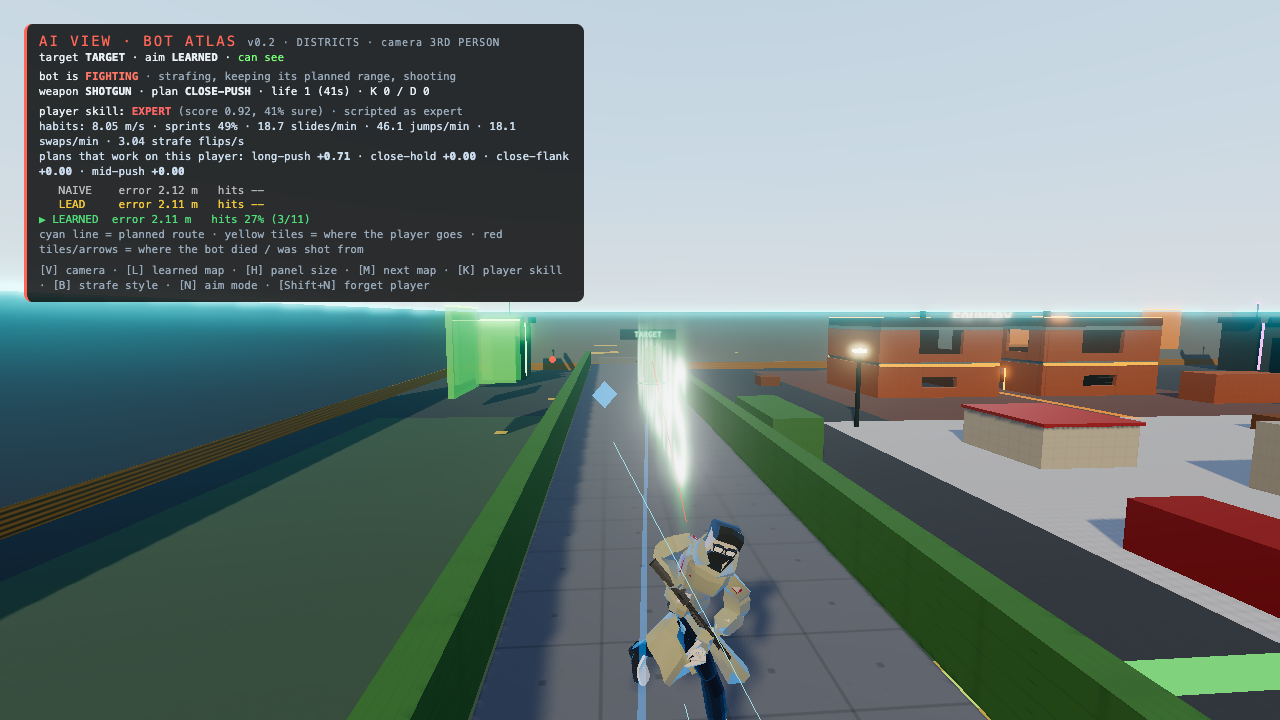 AI VIEW · BOT ATLAS v0.2 · DISTRICTS · camera 3RD PERSON
target TARGET · aim LEARNED · can see
bot is FIGHTING · strafing, keeping its planned range, shooting
weapon SHOTGUN · plan CLOSE-PUSH · life 1 (41s) · K 0 / D 0
player skill: EXPERT (score 0.92, 41% sure) · scripted as expert
habits: 8.05 m/s · sprints 49% · 18.7 slides/min · 46.1 jumps/min · 18.1
swaps/min · 3.04 strafe flips/s
plans that work on this player: long-push +0.71 · close-hold +0.00 · close-flank
+0.00 · mid-push +0.00
NAIVE error 2.12 m hits --
LEAD error 2.11 m hits --
▶ LEARNED error 2.11 m hits 27% (3/11)
cyan line = planned route · yellow tiles = where the player goes · red
tiles/arrows = where the bot died / was shot from
[V] camera · [L] learned map · [H] panel size · [M] next map · [K] player skill
· [B] strafe style · [N] aim mode · [Shift+N] forget player
TARGET